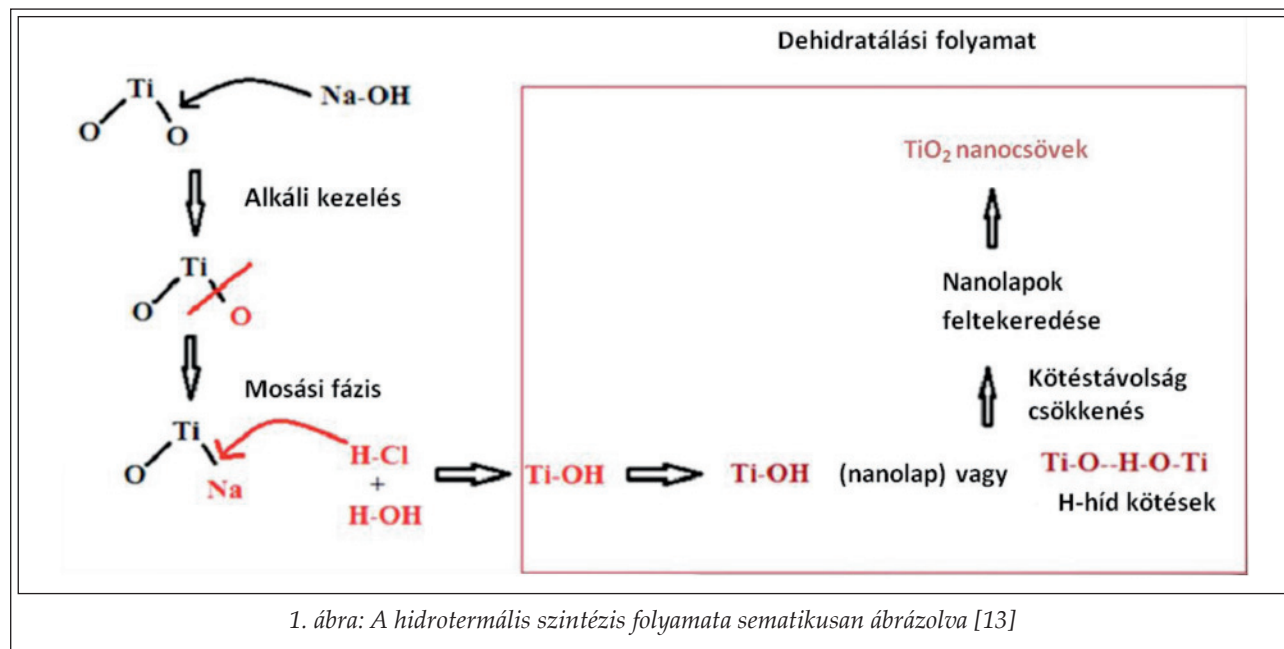 Dehidratálási folyamat
Ti
O O
Na-OH
Alkáli kezelés
Ti
O O
Mosási fázis
Ti
O
Na
H-Cl
+
H-OH
Ti-OH
Ti-OH (nanolap) vagy Ti-O--H-O-Ti
H-híd kötések
Kötéstávolság
csökkenés
Nanolapok
feltekeredése
TiO₂ nanocsövek
1. ábra: A hidrotermális szintézis folyamata sematikusan ábrázolva [13]